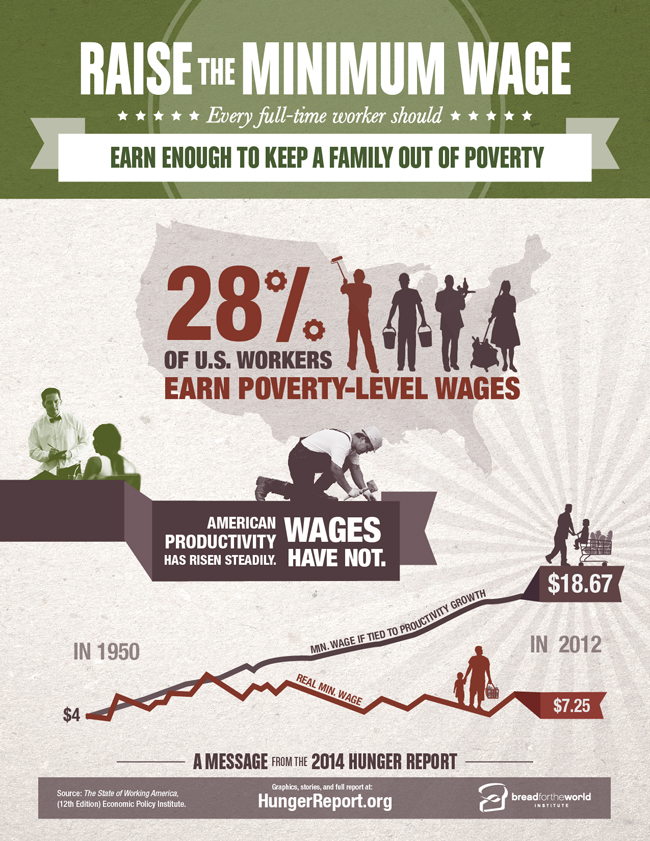 RAISE THE MINIMUM WAGE
Every full-time worker should
EARN ENOUGH TO KEEP A FAMILY OUT OF POVERTY
28%
OF U.S. WORKERS
EARN POVERTY-LEVEL WAGES
AMERICAN
PRODUCTIVITY
HAS RISEN STEADILY.
WAGES
HAVE NOT.
$18.67
MIN. WAGE IF TIED TO PROUCTIVITY GROWTH
IN 1950
IN 2012
REAL MIN. WAGE
$4
$7.25
A MESSAGE FROM THE 2014 HUNGER REPORT
Source: The State of Working America,
(12th Edition) Economic Policy Institute.
Graphics, stories, and full report at:
HungerReport.org
breadfortheworld
INSTITUTE